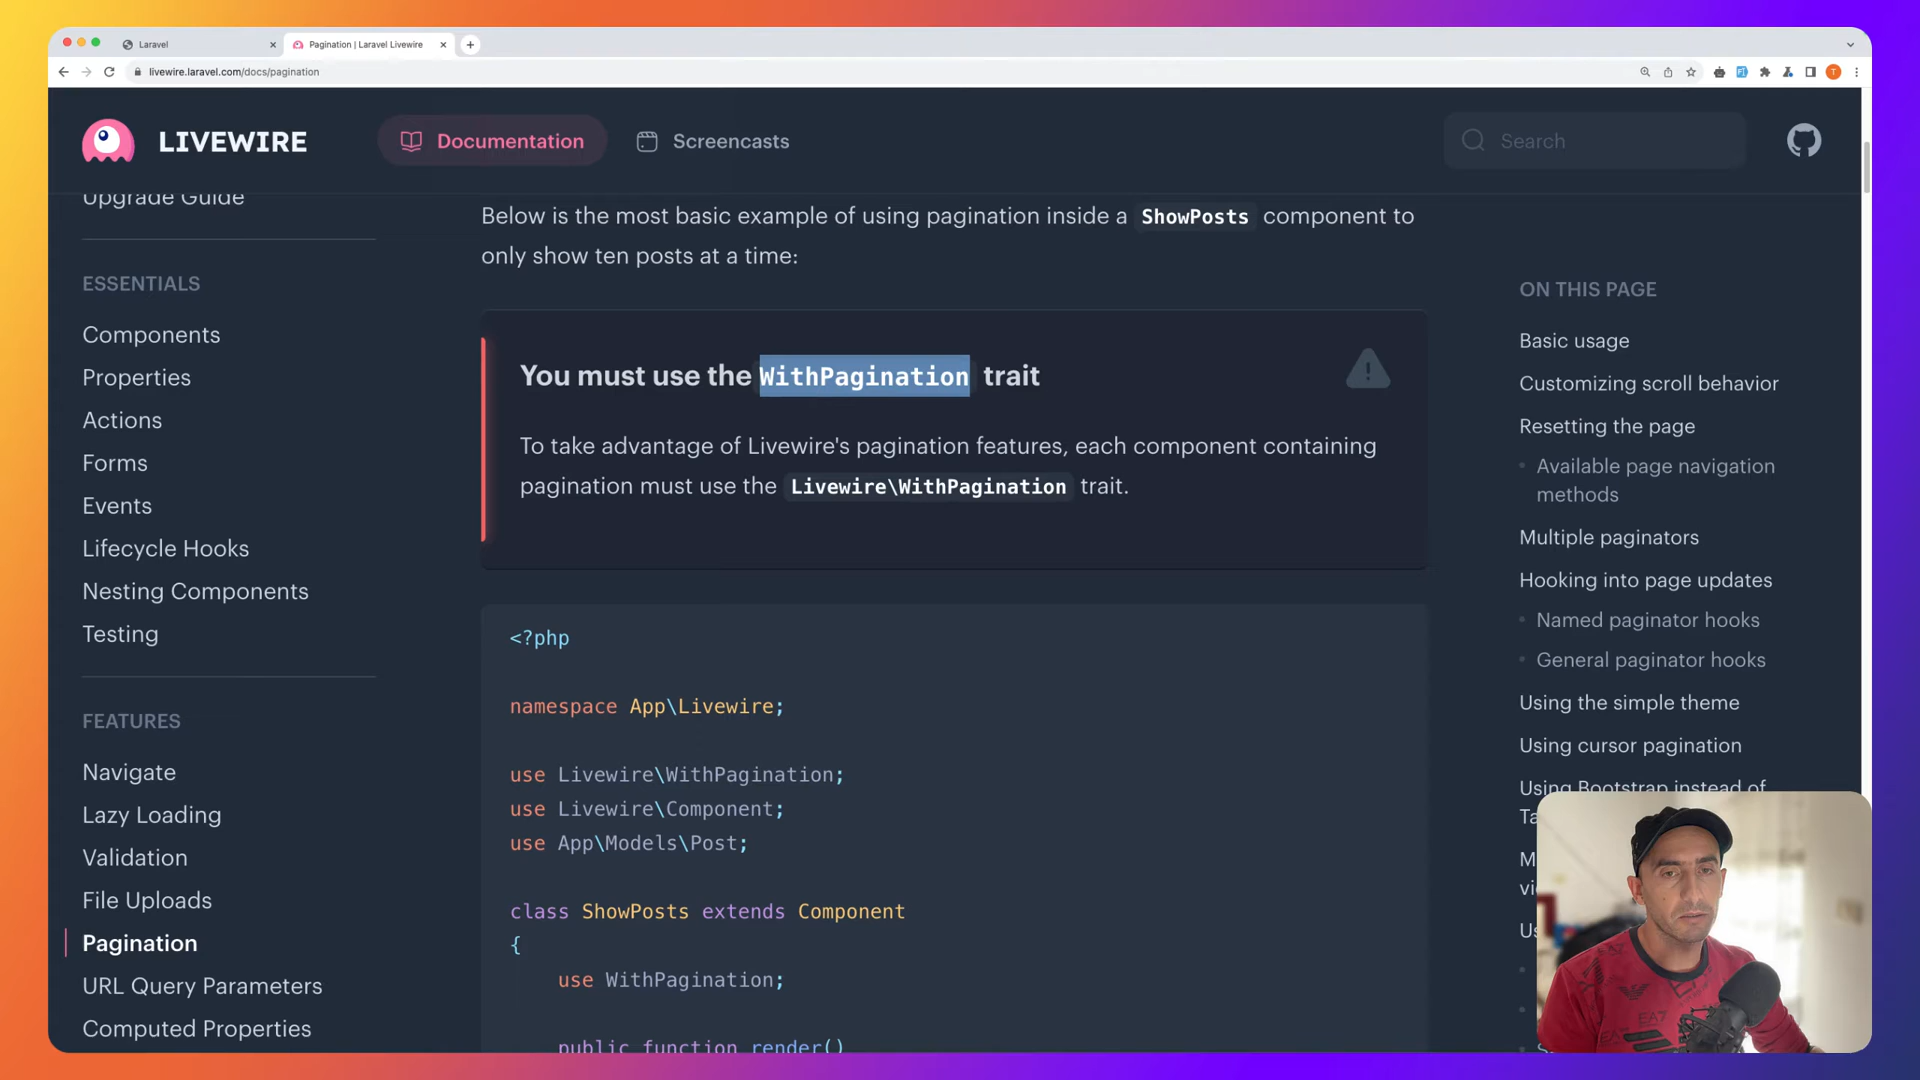 Laravel
Pagination | Laravel Livewire
livewire.laravel.com/docs/pagination
T
LIVEWIRE
Documentation
Screencasts
Search
Upgrade Guide
ESSENTIALS
Components
Properties
Actions
Forms
Events
Lifecycle Hooks
Nesting Components
Testing
FEATURES
Navigate
Lazy Loading
Validation
File Uploads
Pagination
URL Query Parameters
Computed Properties
Below is the most basic example of using pagination inside a ShowPosts component to
only show ten posts at a time:
You must use the WithPagination trait
To take advantage of Livewire's pagination features, each component containing
pagination must use the Livewire\WithPagination trait.
<?php
namespace App\Livewire;
use Livewire\WithPagination;
use Livewire\Component;
use App\Models\Post;
class ShowPosts extends Component
{
use WithPagination;
public function render()
ON THIS PAGE
Basic usage
Customizing scroll behavior
Resetting the page
Available page navigation
methods
Multiple paginators
Hooking into page updates
Named paginator hooks
General paginator hooks
Using the simple theme
Using cursor pagination
Using Bootstrap instead of
EA7